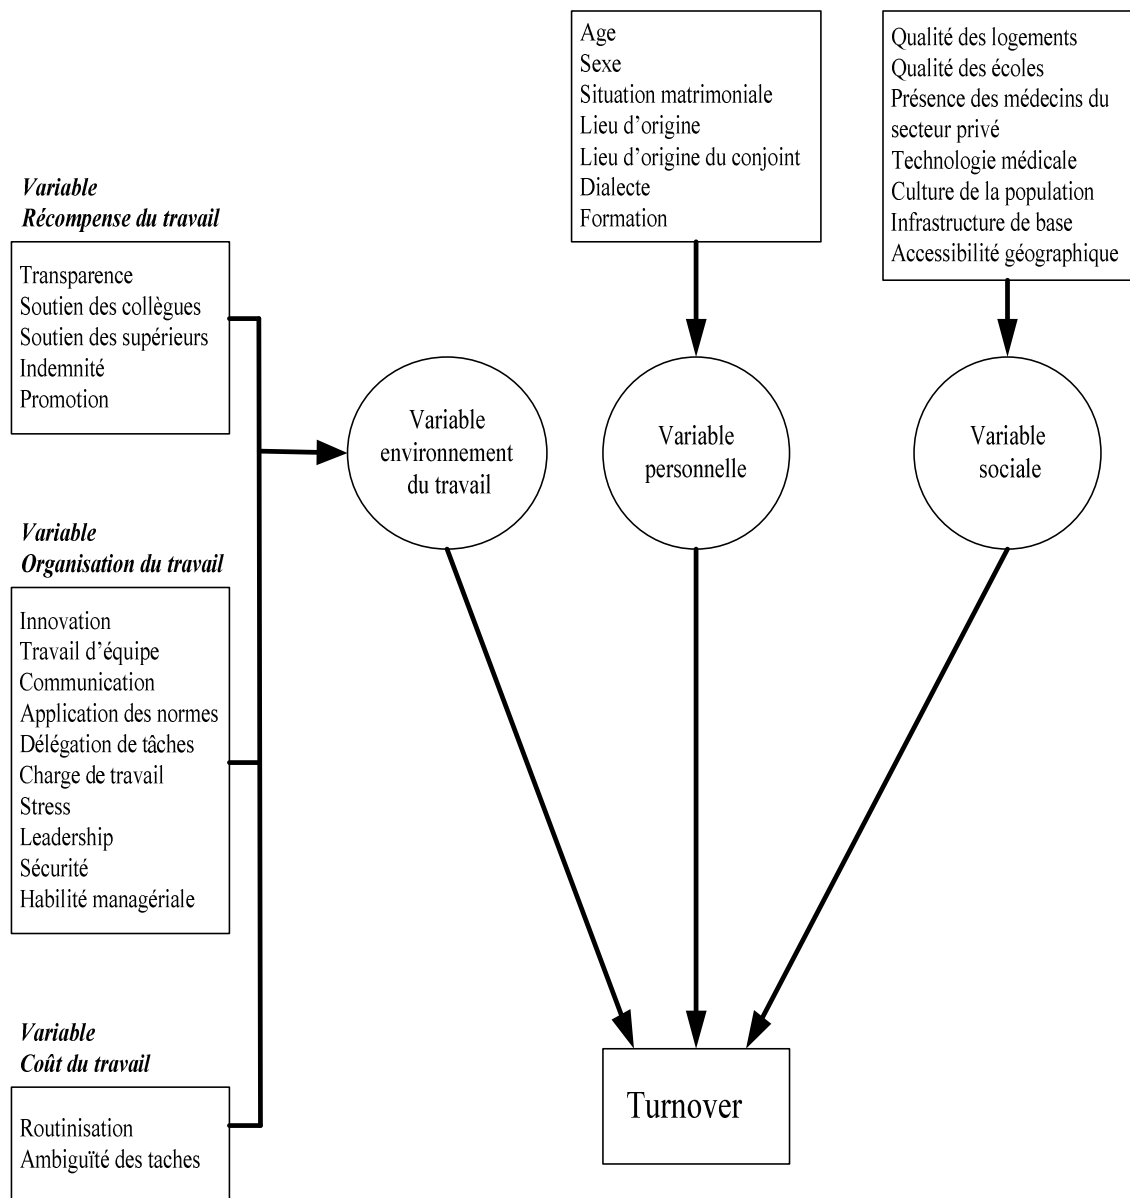 Age
Sexe
Situation matrimoniale
Lieu d’origine
Lieu d’origine du conjoint
Dialecte
Formation
Qualité des logements
Qualité des écoles
Présence des médecins du
secteur privé
Technologie médicale
Culture de la population
Infrastructure de base
Accessibilité géographique
Variable
Récompense du travail
Transparence
Soutien des collègues
Soutien des supérieurs
Indemnité
Promotion
Variable
environnement
du travail
Variable
personnelle
Variable
sociale
Variable
Organisation du travail
Innovation
Travail d’équipe
Communication
Application des normes
Délégation de tâches
Charge de travail
Stress
Leadership
Sécurité
Habilité managériale
Variable
Coût du travail
Routinisation
Ambiguïté des taches
Turnover